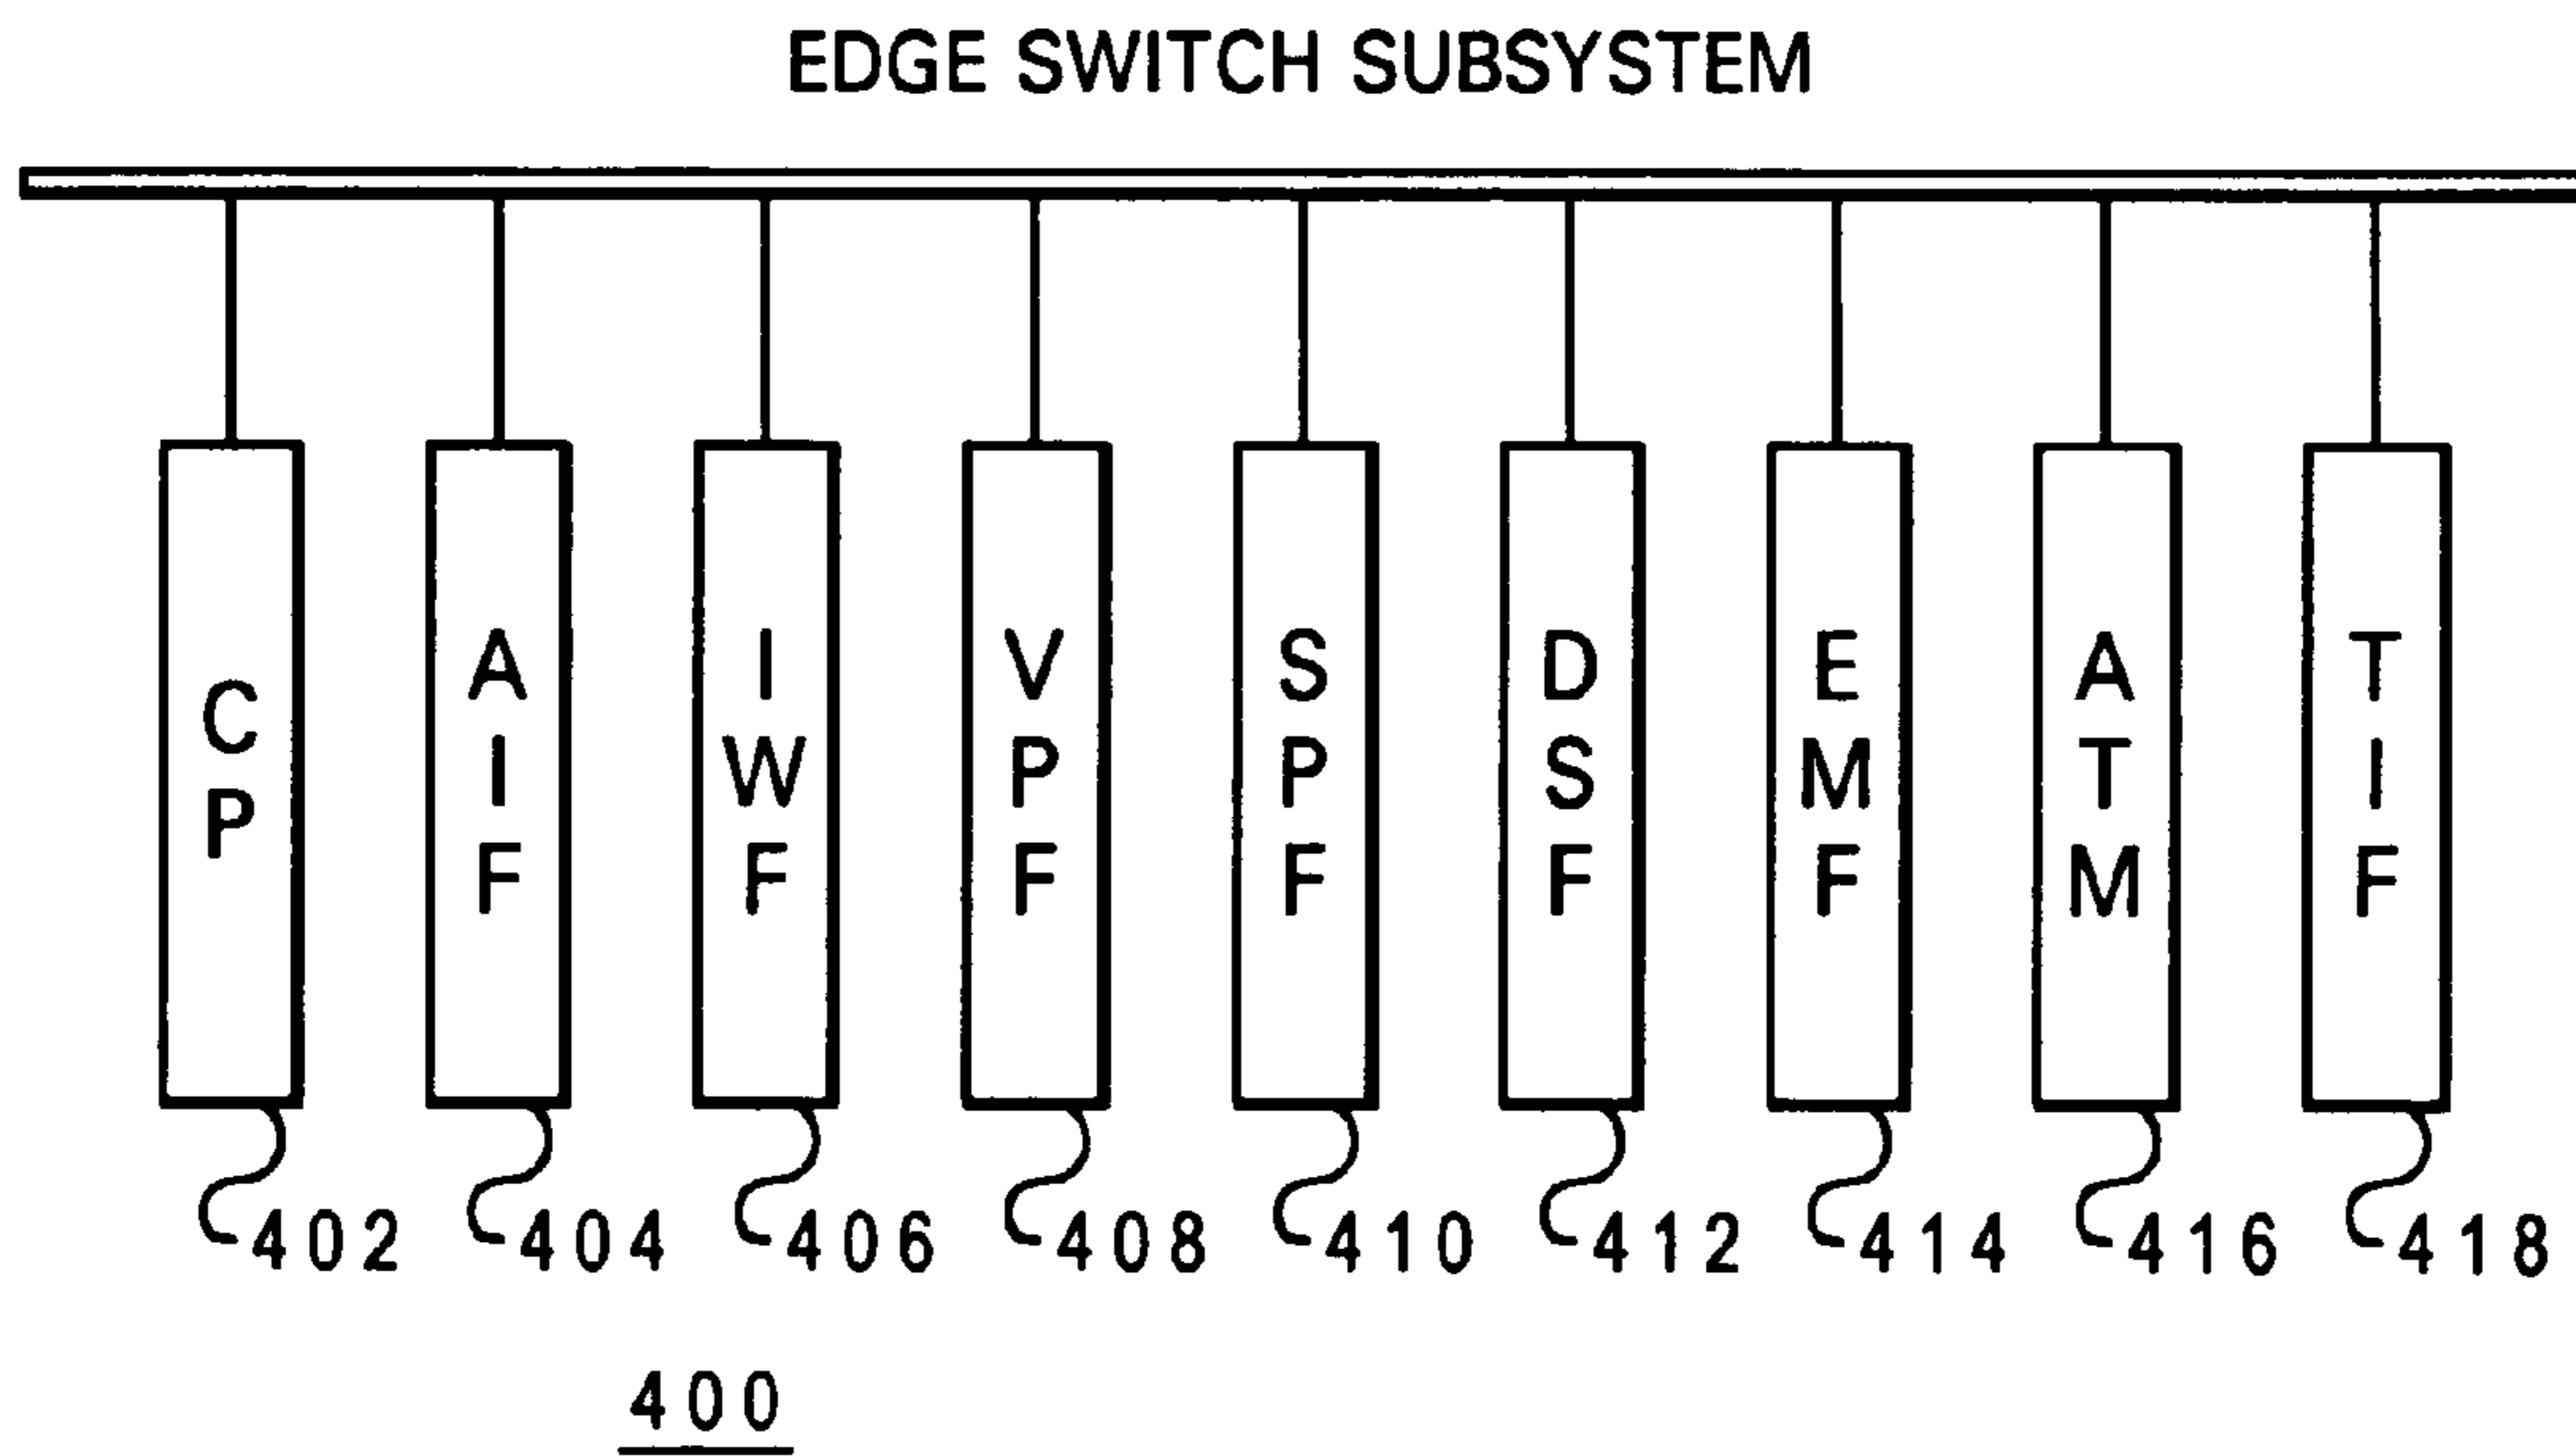 EDGE SWITCH SUBSYSTEM
CP
AIF
IWF
VPF
SPF
DSF
EMF
ATM
TIF
402
404
406
408
410
412
414
416
418
400